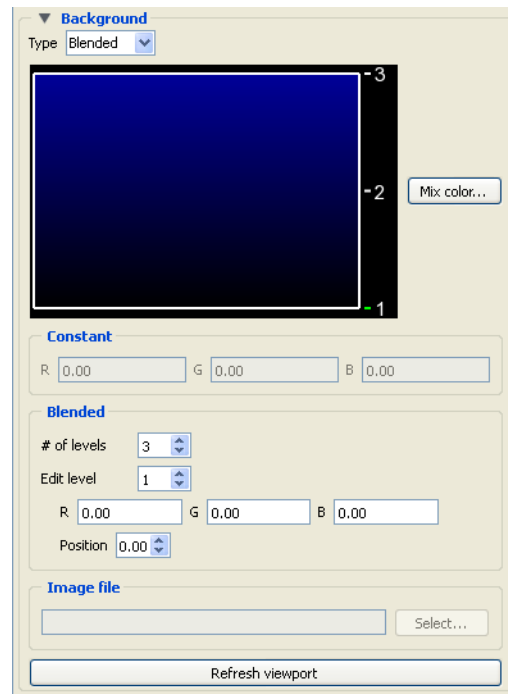 Background
Type Blended
3
2
Mix color...
1
Constant
R 0.00 G 0.00 B 0.00
Blended
# of levels 3
Edit level 1
R 0.00 G 0.00 B 0.00
Position 0.00
Image file
Select...
Refresh viewport